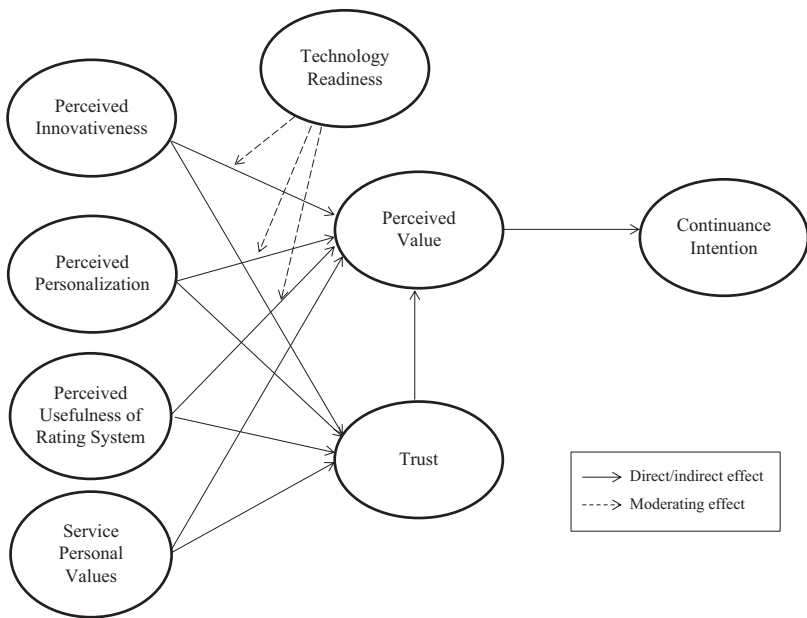 Technology
Readiness
Perceived
Innovativeness
Perceived
Value
Continuance
Intention
Perceived
Personalization
Perceived
Usefulness of
Rating System
Trust
Direct/indirect effect
Moderating effect
Service
Personal
Values